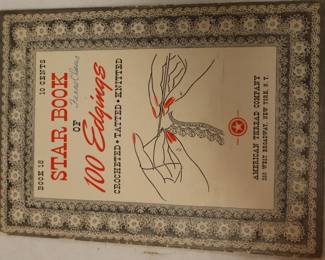 BOOK 18
10 CENTS
STAR BOOK
OF
100 Edgings
CROCHETED • TATTED • KNITTED
AMERICAN THREAD COMPANY
260 WEST BROADWAY, NEW YORK, N. Y.